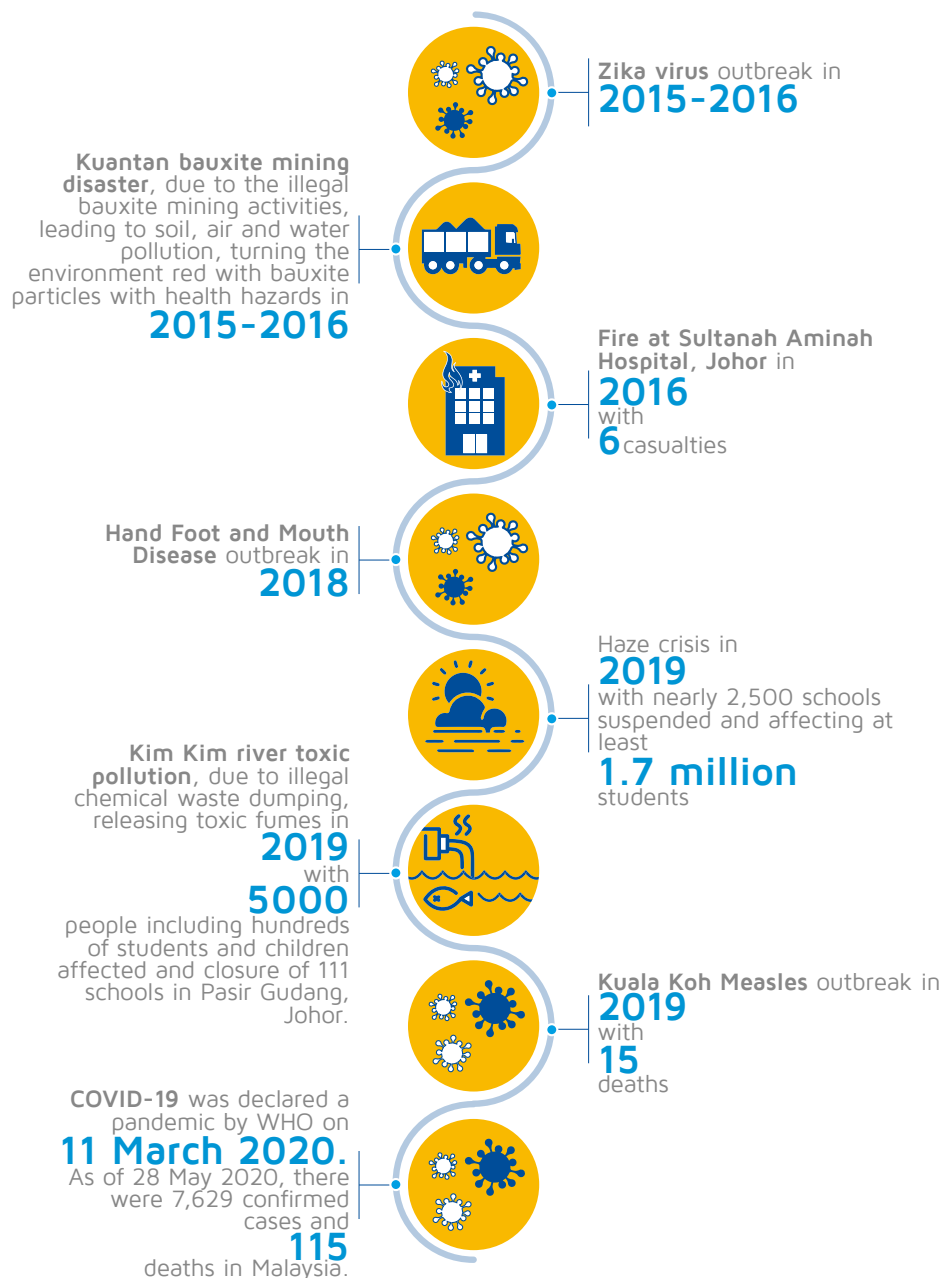 Zika virus outbreak in
2015-2016
Kuantan bauxite mining
disaster, due to the illegal
bauxite mining activities,
leading to soil, air and water
pollution, turning the
environment red with bauxite
particles with health hazards in
2015-2016
Fire at Sultanah Aminah
Hospital, Johor in
2016
with
6 casualties
Hand Foot and Mouth
Disease outbreak in
2018
Haze crisis in
2019
with nearly 2,500 schools
suspended and affecting at
least
1.7 million
students
Kim Kim river toxic
pollution, due to illegal
chemical waste dumping,
releasing toxic fumes in
2019
with
5000
people including hundreds
of students and children
affected and closure of 111
schools in Pasir Gudang,
Johor.
Kuala Koh Measles outbreak in
2019
with
15
deaths
COVID-19 was declared a
pandemic by WHO on
11 March 2020.
As of 28 May 2020, there
were 7,629 confirmed
cases and
115
deaths in Malaysia.